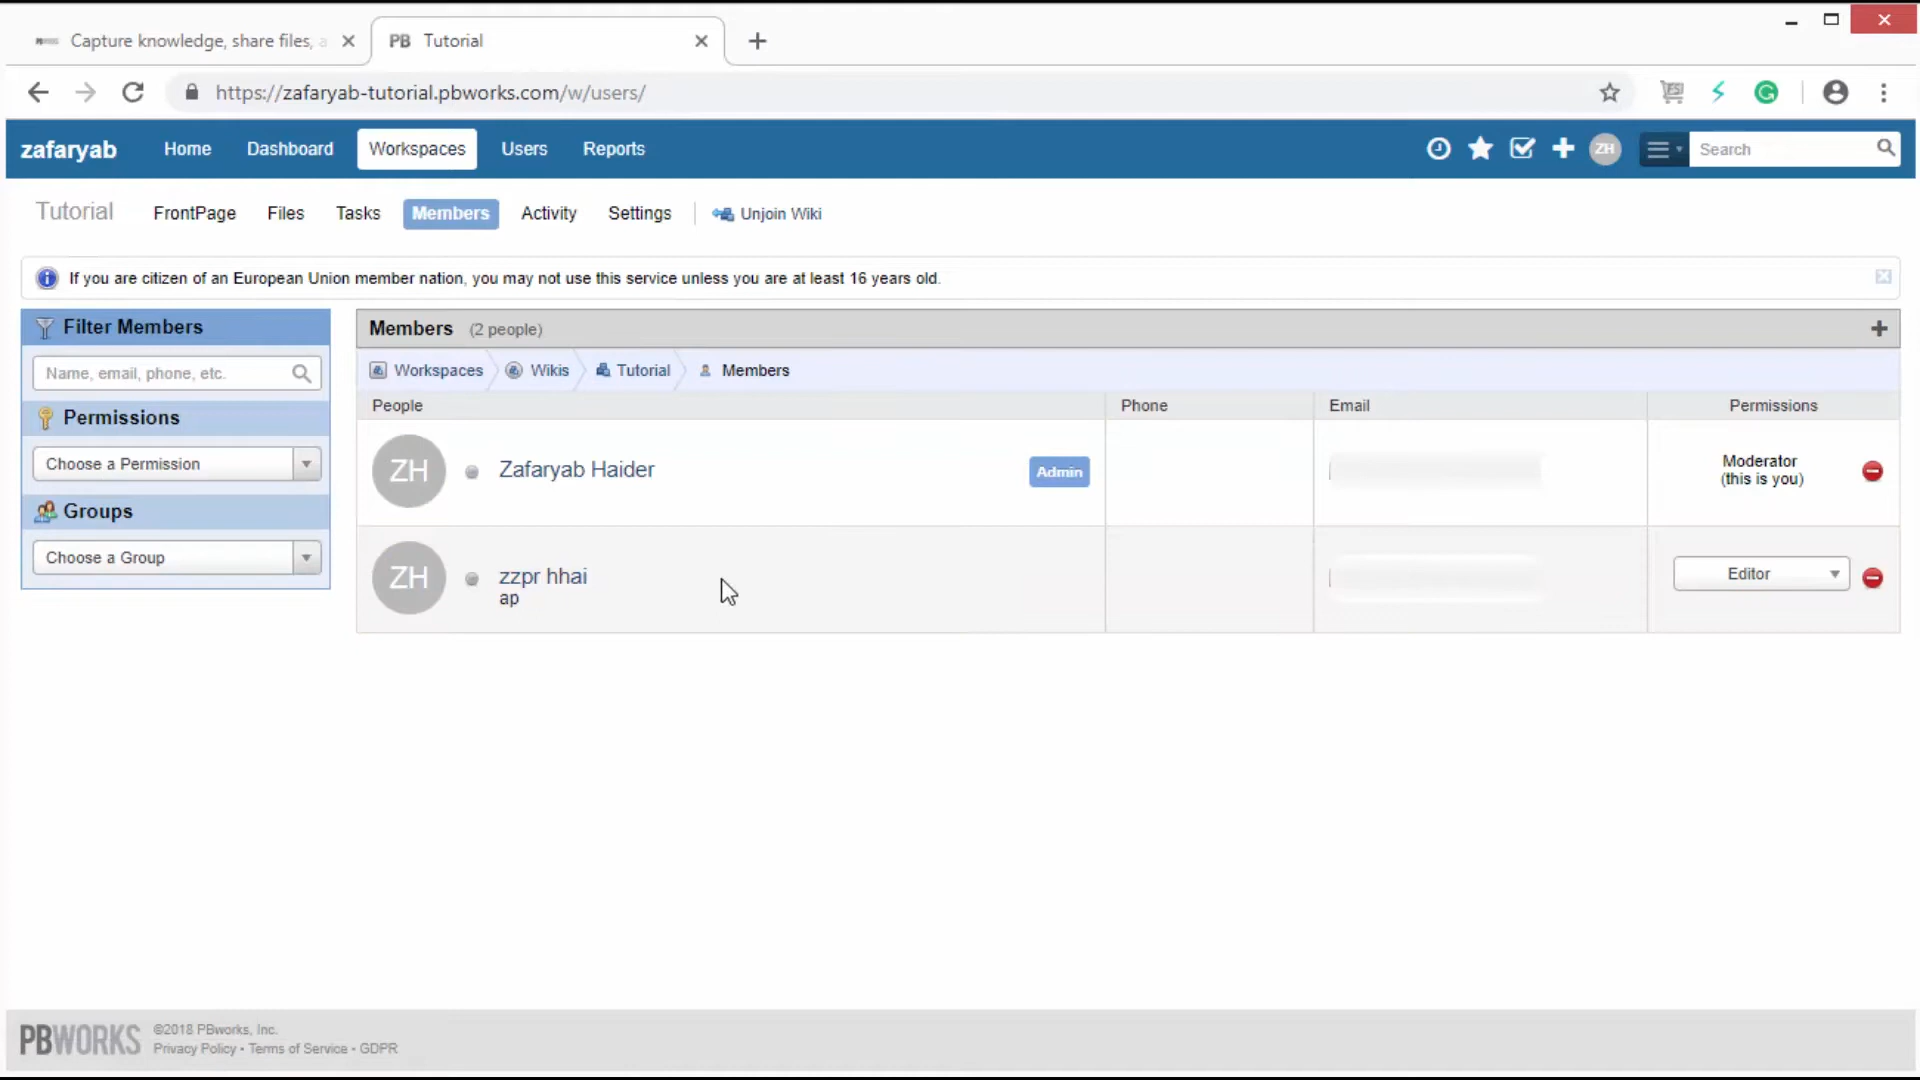 Capture knowledge, share files, a
PB Tutorial
https://zafaryab-tutorial.pbworks.com/w/users/
zafaryab Home Dashboard Workspaces Users Reports ZH Search
Tutorial FrontPage Files Tasks Members Activity Settings Unjoin Wiki
If you are citizen of an European Union member nation, you may not use this service unless you are at least 16 years old.
Filter Members
Name, email, phone, etc.
Permissions
Choose a Permission
Groups
Choose a Group
Members (2 people)
Workspaces Wikis Tutorial Members
People Phone Email Permissions
ZH Zafaryab Haider Admin Moderator
(this is you)
ZH zzpr hhai Editor
ap
PBWORKS ©2018 PBworks, Inc.
Privacy Policy • Terms of Service • GDPR